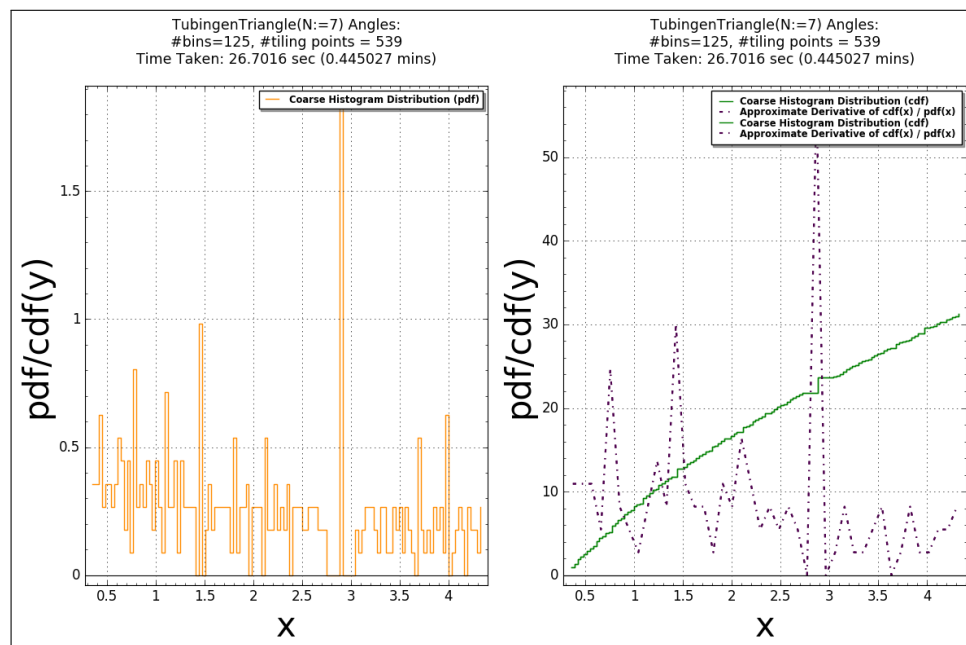 TubingenTriangle(N:=7) Angles:
#bins=125, #tiling points = 539
Time Taken: 26.7016 sec (0.445027 mins)
Coarse Histogram Distribution (pdf)
pdf/cdf(y)
1.5
1
0.5
0
0.5
1
1.5
2
2.5
3
3.5
4
x
TubingenTriangle(N:=7) Angles:
#bins=125, #tiling points = 539
Time Taken: 26.7016 sec (0.445027 mins)
Coarse Histogram Distribution (cdf)
Approximate Derivative of cdf(x) / pdf(x)
Coarse Histogram Distribution (cdf)
Approximate Derivative of cdf(x) / pdf(x)
pdf/cdf(y)
50
40
30
20
10
0
0.5
1
1.5
2
2.5
3
3.5
4
x